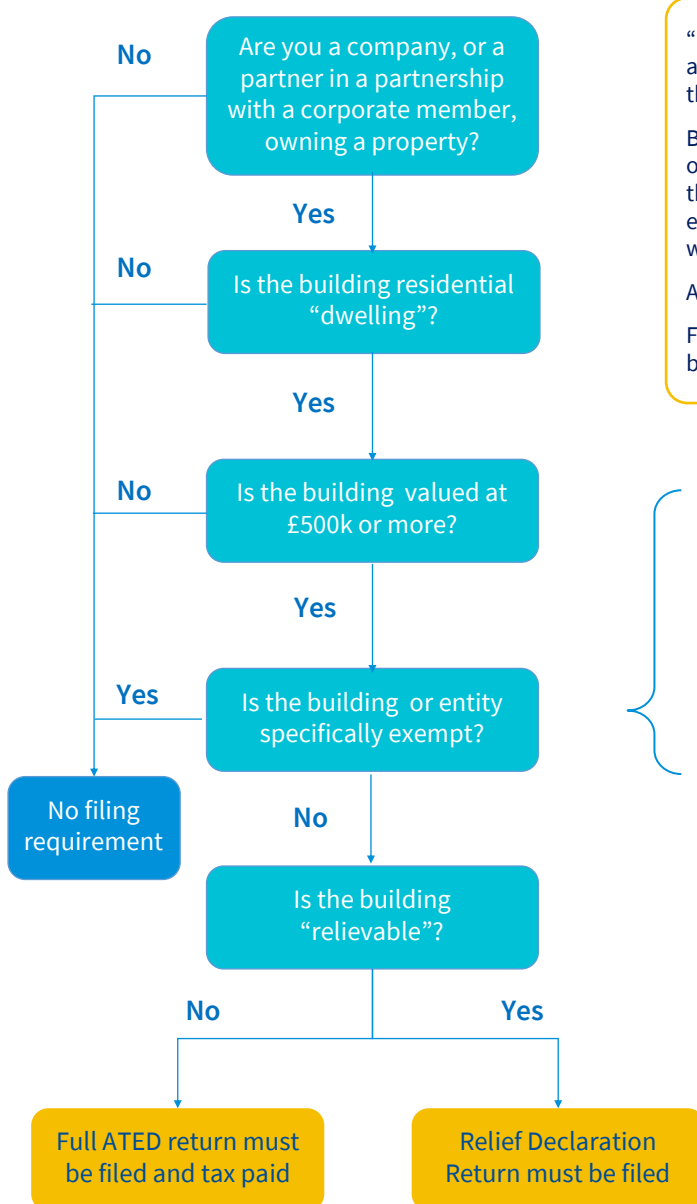 No
Are you a company, or a
partner in a partnership
with a corporate member,
owning a property?
Yes
No
Is the building residential
“dwelling”?
Yes
No
Is the building valued at
£500k or more?
Yes
Yes
Is the building or entity
specifically exempt?
No filing
requirement
No
Is the building
“relievable”?
No
Yes
Full ATED return must
be filed and tax paid
Relief Declaration
Return must be filed